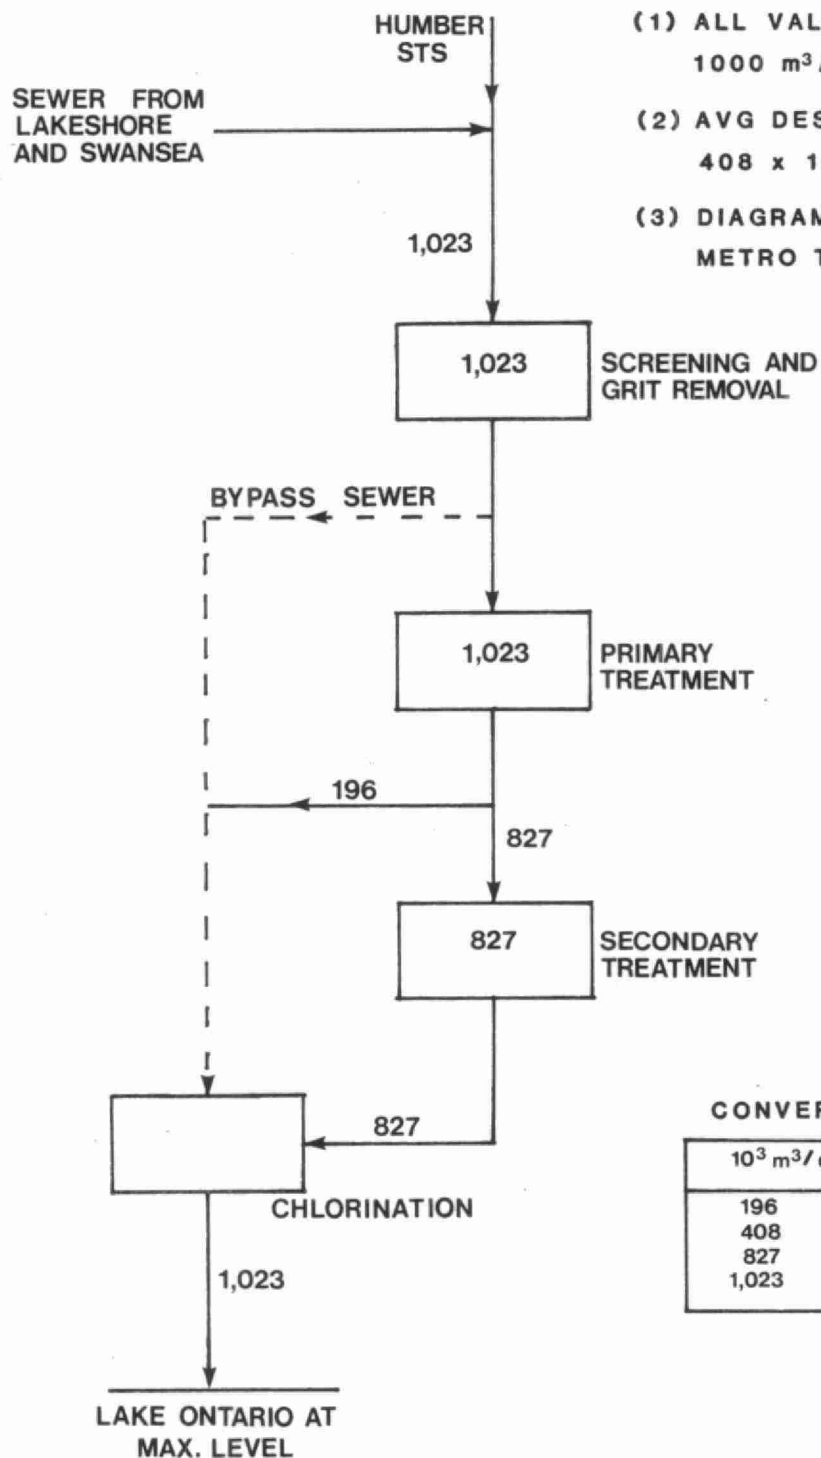 HUMBER
STS
SEWER FROM
LAKESHORE
AND SWANSEA
(1) ALL VAL
1000 m³/
(2) AVG DES
408 x 1
(3) DIAGRAM
METRO T
1,023
1,023
SCREENING AND
GRIT REMOVAL
BYPASS SEWER
1,023
PRIMARY
TREATMENT
196
827
827
SECONDARY
TREATMENT
827
CHLORINATION
1,023
LAKE ONTARIO AT
MAX. LEVEL
CONVER
10³ m³/
196
408
827
1,023